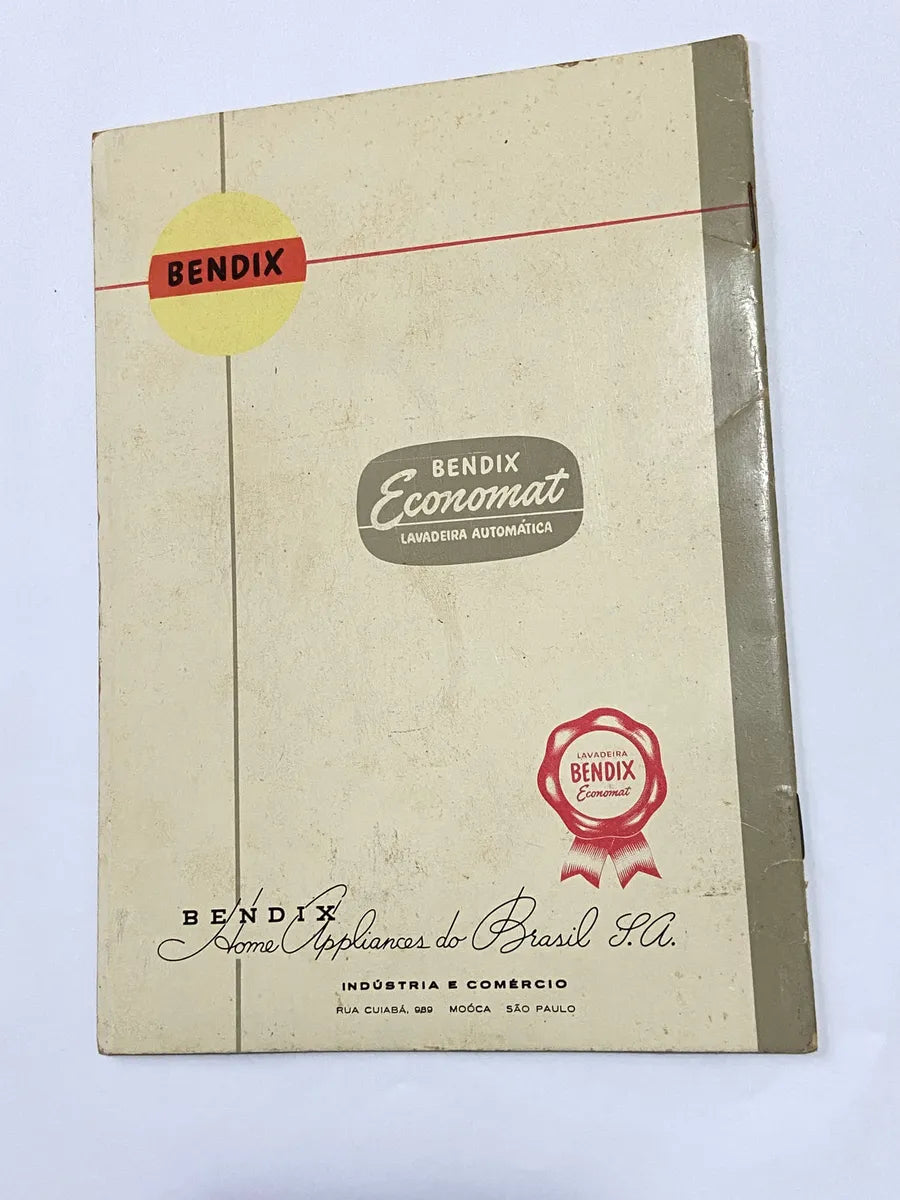 BENDIX
BENDIX
Economat
LAVADEIRA AUTOMÁTICA
LAVADEIRA
BENDIX
Economat
BENDIX
Home Appliances do Brasil S.A.
INDÚSTRIA E COMÉRCIO
RUA CUIABÁ, 989 MOÓCA SÃO PAULO